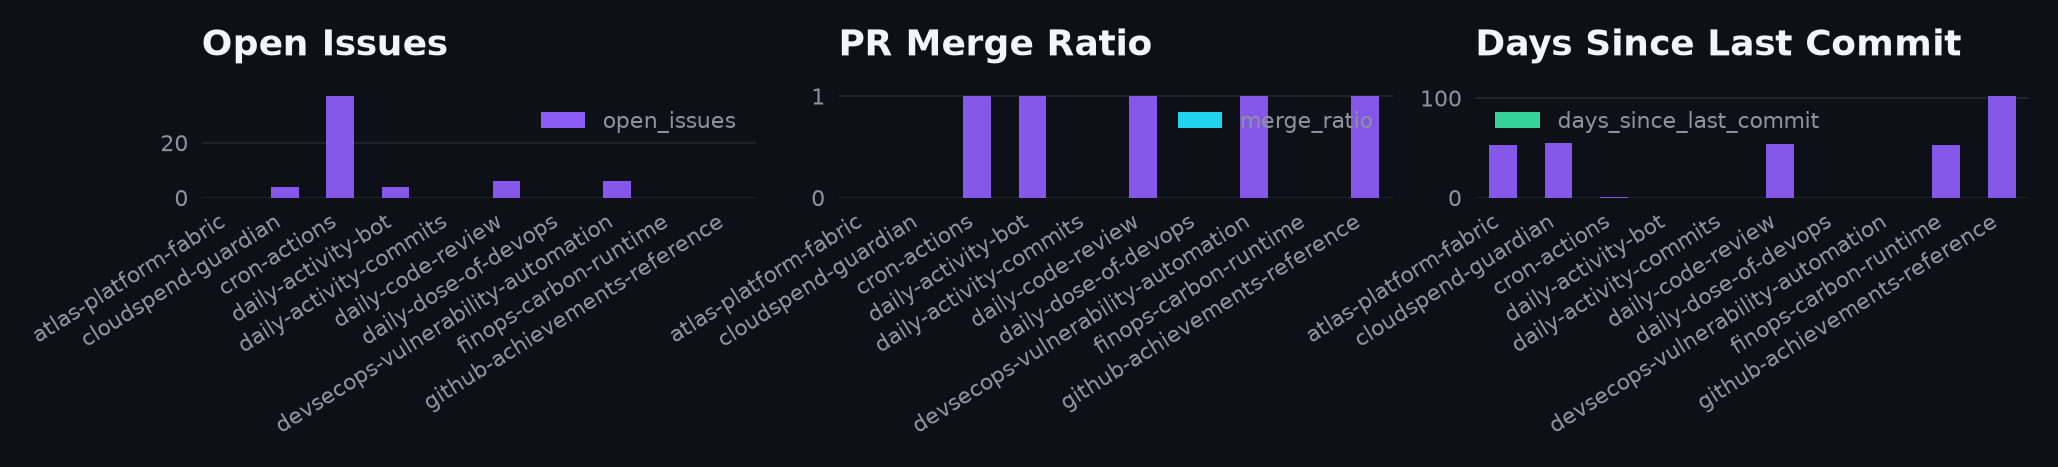 Open Issues
20
0
open_issues
atlas-platform-fabric
cloudspend-guardian
cron-actions
daily-activity-bot
daily-activity-commits
daily-code-review
daily-dose-of-devops
devsecops-vulnerability-automation
finops-carbon-runtime
github-achievements-reference
PR Merge Ratio
1
0
merge_ratio
atlas-platform-fabric
cloudspend-guardian
cron-actions
daily-activity-bot
daily-activity-commits
daily-code-review
daily-dose-of-devops
devsecops-vulnerability-automation
finops-carbon-runtime
github-achievements-reference
Days Since Last Commit
100
0
days_since_last_commit
atlas-platform-fabric
cloudspend-guardian
cron-actions
daily-activity-bot
daily-activity-commits
daily-code-review
daily-dose-of-devops
devsecops-vulnerability-automation
finops-carbon-runtime
github-achievements-reference